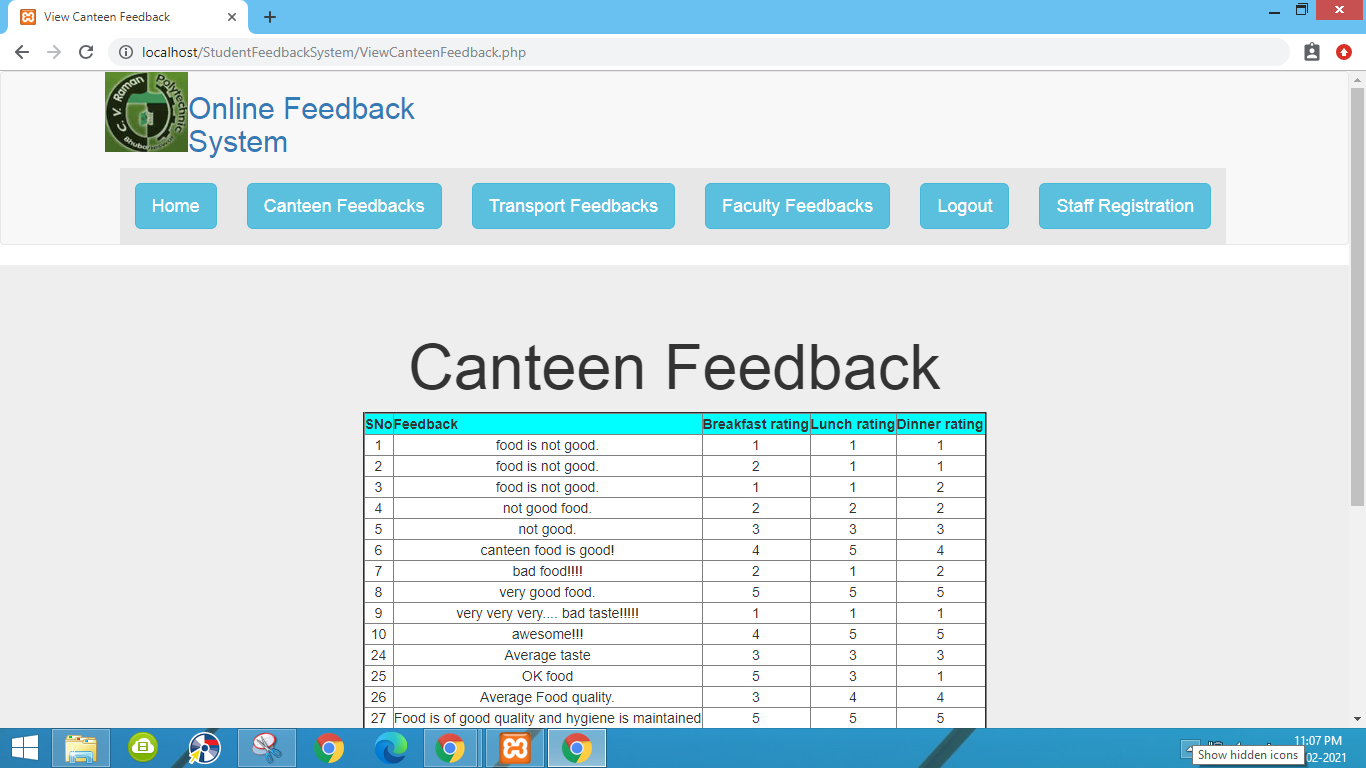 View Canteen Feedback
localhost/StudentFeedbackSystem/ViewCanteenFeedback.php
C. V. Raman Polytechnic
Online Feedback
System
Home Canteen Feedbacks Transport Feedbacks Faculty Feedbacks Logout Staff Registration
Canteen Feedback
SNo Feedback Breakfast rating Lunch rating Dinner rating
1 food is not good. 1 1 1
2 food is not good. 2 1 1
3 food is not good. 1 1 2
4 not good food. 2 2 2
5 not good. 3 3 3
6 canteen food is good! 4 5 4
7 bad food!!!! 2 1 2
8 very good food. 5 5 5
9 very very very.... bad taste!!!!! 1 1 1
10 awesome!!! 4 5 5
24 Average taste 3 3 3
25 OK food 5 3 1
26 Average Food quality. 3 4 4
27 Food is of good quality and hygiene is maintained 5 5 5
11:07 PM
Show hidden icons
02-2021